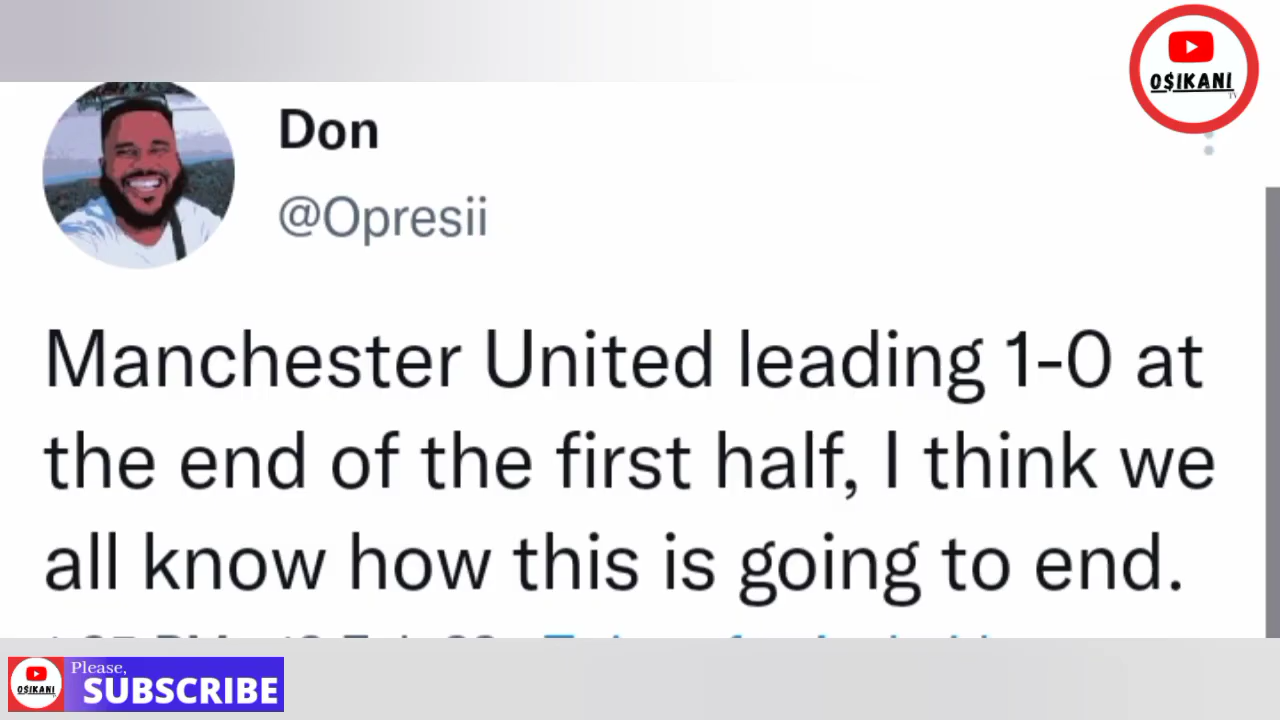 O$IKANI
TV
Don
@Opresii
Manchester United leading 1-0 at
the end of the first half, I think we
all know how this is going to end.
Please,
SUBSCRIBE
O$IKANI